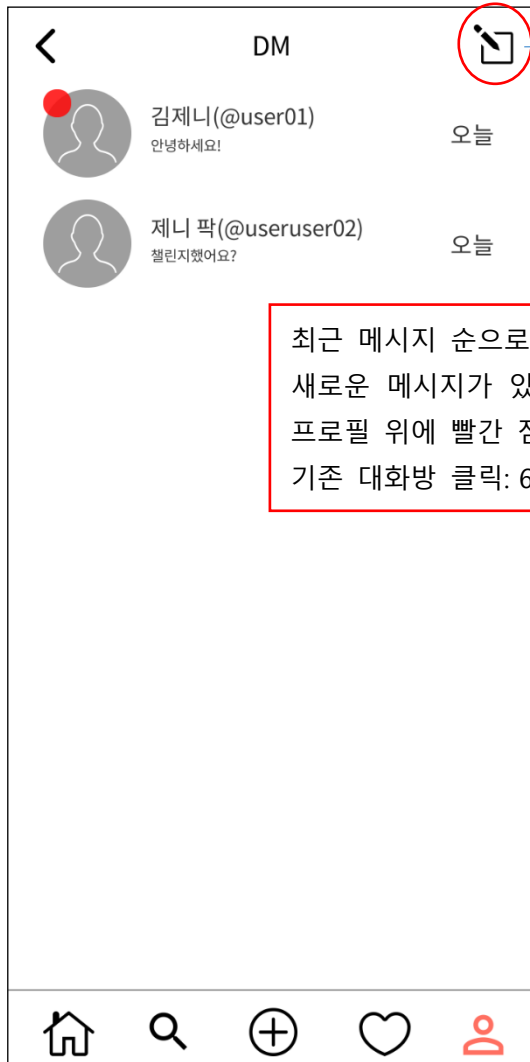 DM
김제니(@user01)
안녕하세요!
오늘
제니 팍(@useruser02)
챌린지했어요?
오늘
최근 메시지 순으로
새로운 메시지가
프로필 위에 빨간
기존 대화방 클릭: 6